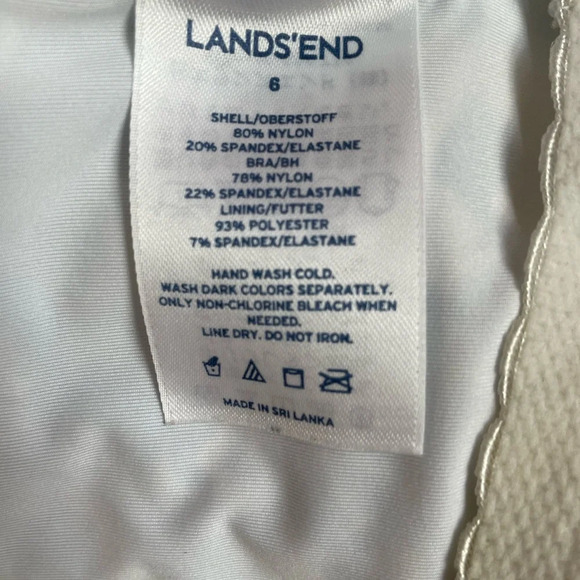 LANDS'END
6
SHELL/OBERSTOFF
80% NYLON
20% SPANDEX/ELASTANE
BRA/BH
78% NYLON
22% SPANDEX/ELASTANE
LINING/FUTTER
93% POLYESTER
7% SPANDEX/ELASTANE
HAND WASH COLD.
WASH DARK COLORS SEPARATELY.
ONLY NON-CHLORINE BLEACH WHEN
NEEDED.
LINE DRY. DO NOT IRON.
MADE IN SRI LANKA